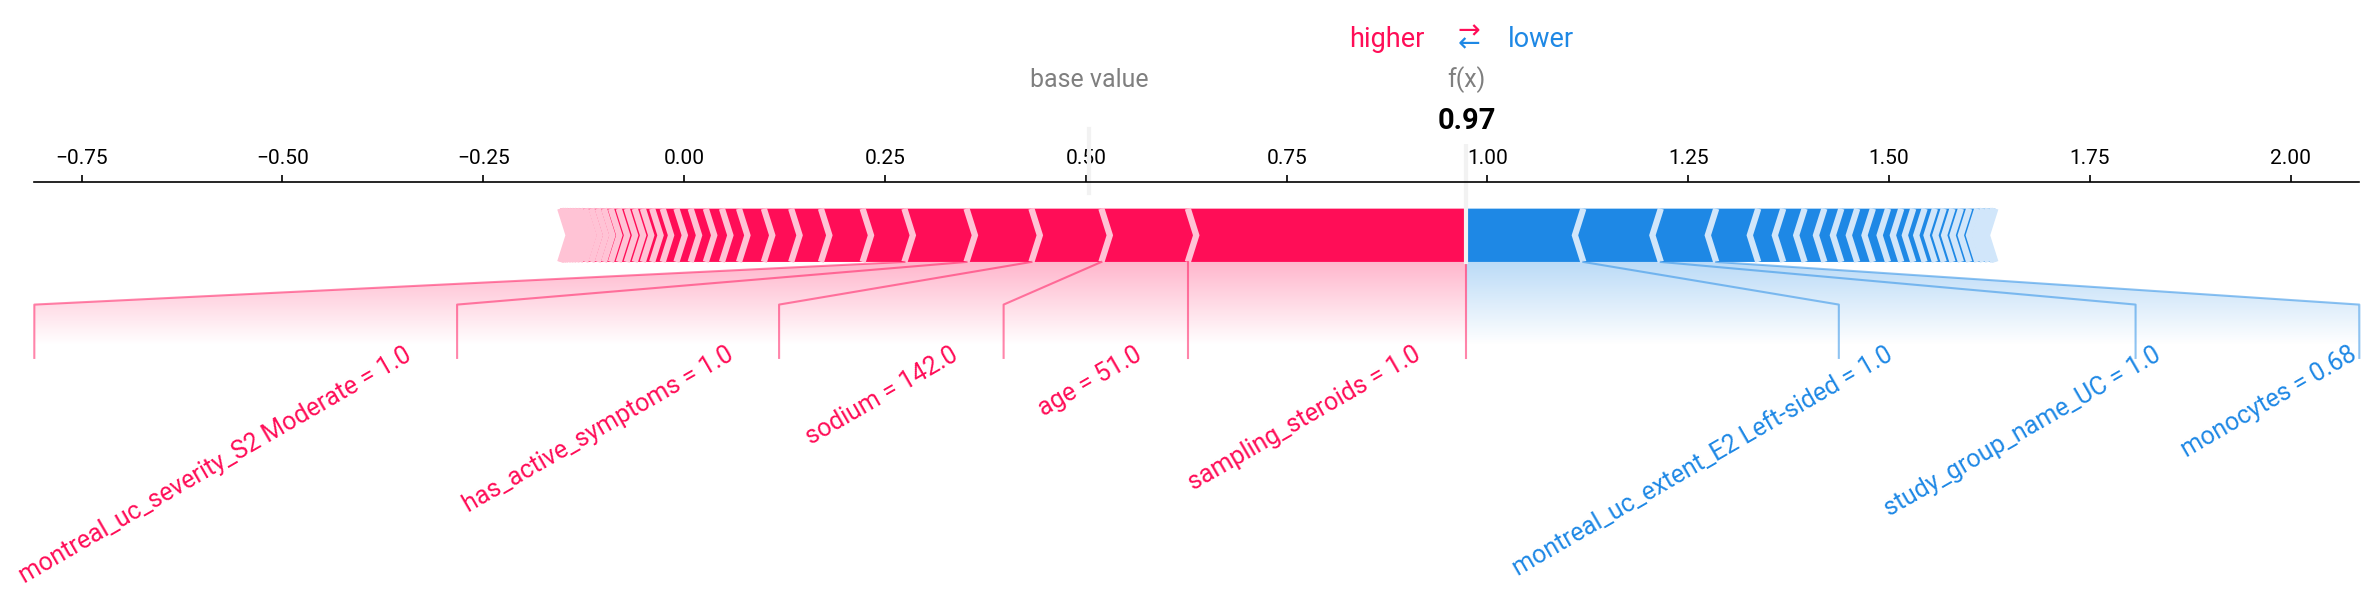 higher ⇄ lower
base value f(x)
0.97
−0.75 −0.50 −0.25 0.00 0.25 0.50 0.75 1.00 1.25 1.50 1.75 2.00
montreal_uc_severity_S2 Moderate = 1.0
has_active_symptoms = 1.0
sodium = 142.0
age = 51.0
sampling_steroids = 1.0
montreal_uc_extent_E2 Left-sided = 1.0
study_group_name_UC = 1.0
monocytes = 0.68